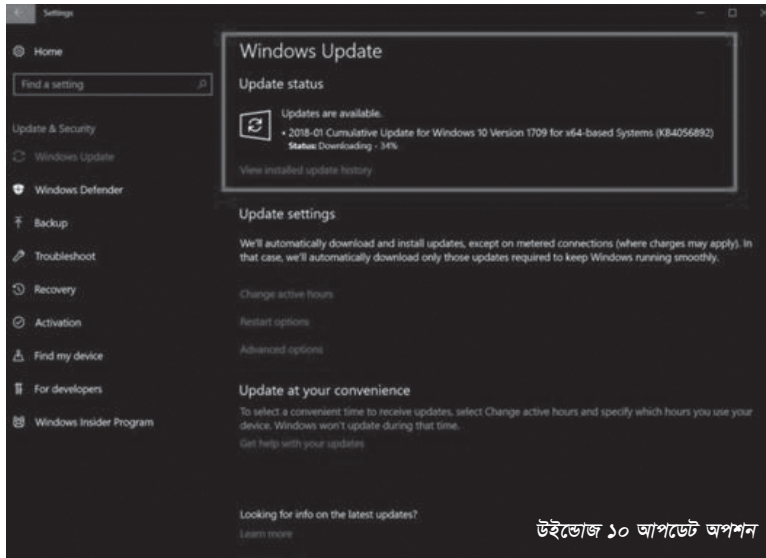 Settings
Home
Find a setting
Update & Security
Windows Update
Windows Defender
Backup
Troubleshoot
Recovery
Activation
Find my device
For developers
Windows Insider Program
Windows Update
Update status
Updates are available.
• 2018-01 Cumulative Update for Windows 10 Version 1709 for x64-based Systems (KB4056892)
Status: Downloading - 34%
View installed update history
Update settings
We'll automatically download and install updates, except on metered connections (where charges may apply). In
that case, we'll automatically download only those updates required to keep Windows running smoothly.
Change active hours
Restart options
Advanced options
Update at your convenience
To select a convenient time to receive updates, select Change active hours and specify which hours you use your
device. Windows won't update during that time.
Get help with your updates
Looking for info on the latest updates?
Learn more
উইন্ডোজ ১০ আপডেট অপশন